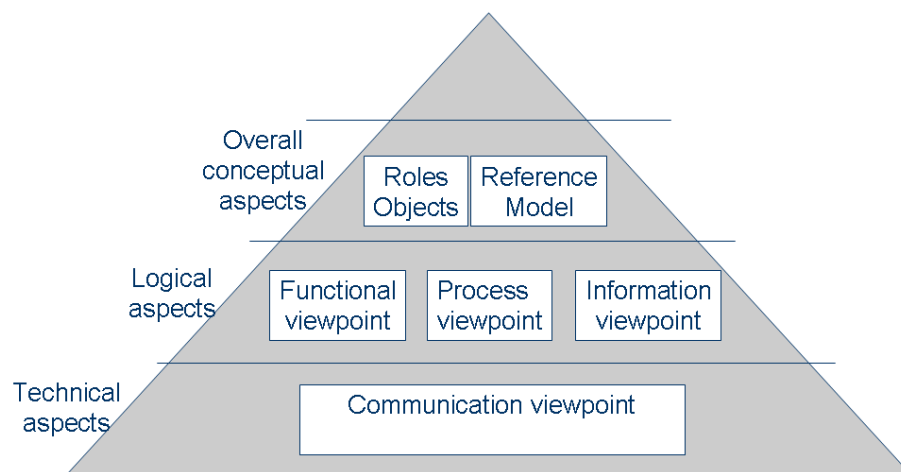 Overall
conceptual
aspects
Roles
Objects
Reference
Model
Logical
aspects
Functional
viewpoint
Process
viewpoint
Information
viewpoint
Technical
aspects
Communication viewpoint